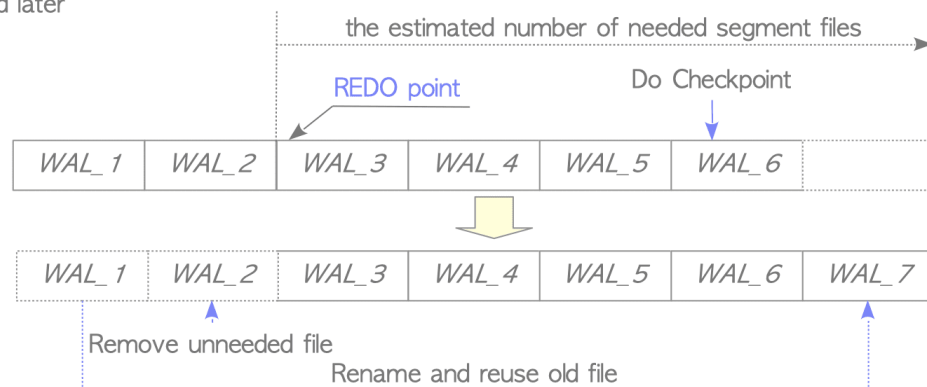 d later
the estimated number of needed segment files
REDO point
Do Checkpoint
WAL_1 WAL_2 WAL_3 WAL_4 WAL_5 WAL_6
WAL_1 WAL_2 WAL_3 WAL_4 WAL_5 WAL_6 WAL_7
Remove unneeded file
Rename and reuse old file